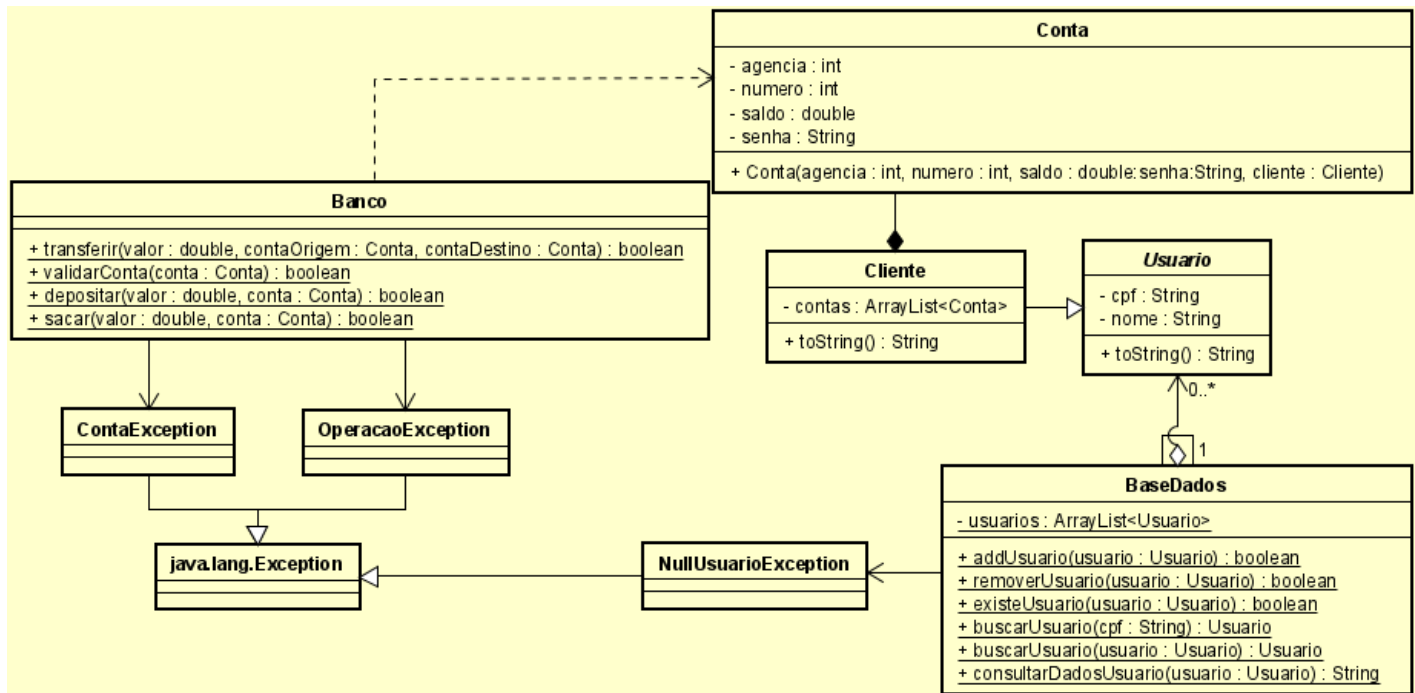 Conta
- agencia : int
- numero : int
- saldo : double
- senha : String
+ Conta(agencia : int, numero : int, saldo : double:senha:String, cliente : Cliente)
Banco
+ transferir(valor : double, contaOrigem : Conta, contaDestino : Conta) : boolean
+ validarConta(conta : Conta) : boolean
+ depositar(valor : double, conta : Conta) : boolean
+ sacar(valor : double, conta : Conta) : boolean
Cliente
- contas : ArrayList<Conta>
+ toString() : String
Usuario
- cpf : String
- nome : String
+ toString() : String
0..*
1
ContaException
OperacaoException
java.lang.Exception
NullUsuarioException
BaseDados
- usuarios : ArrayList<Usuario>
+ addUsuario(usuario : Usuario) : boolean
+ removerUsuario(usuario : Usuario) : boolean
+ existeUsuario(usuario : Usuario) : boolean
+ buscarUsuario(cpf : String) : Usuario
+ buscarUsuario(usuario : Usuario) : Usuario
+ consultarDadosUsuario(usuario : Usuario) : String